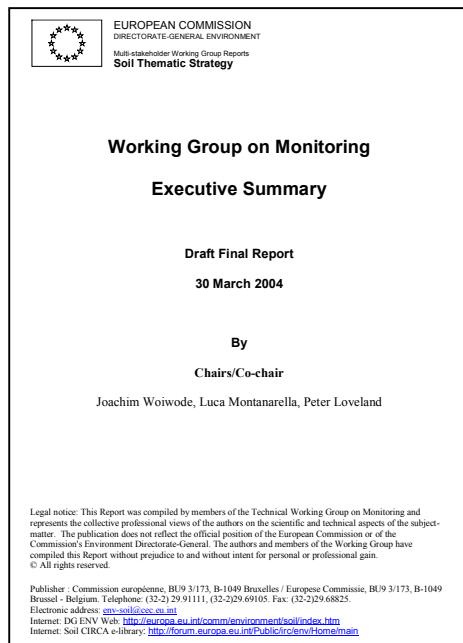 EUROPEAN COMMISSION
DIRECTORATE-GENERAL ENVIRONMENT
Multi-stakeholder Working Group Reports
Soil Thematic Strategy
Working Group on Monitoring
Executive Summary
Draft Final Report
30 March 2004
By
Chairs/Co-chair
Joachim Woiwode, Luca Montanarella, Peter Loveland
Legal notice: This Report was compiled by members of the Technical Working Group on Monitoring and
represents the collective professional views of the authors on the scientific and technical aspects of the subject-
matter. The publication does not reflect the official position of the European Commission or of the
Commission's Environment Directorate-General. The authors and members of the Working Group have
compiled this Report without prejudice to and without intent for personal or professional gain.
© All rights reserved.
Publisher : Commission européenne, BU9 3/173, B-1049 Bruxelles / Europese Commissie, BU9 3/173, B-1049
Brussel - Belgium. Telephone: (32-2) 29.91111, (32-2)29.69105. Fax: (32-2)29.68825.
Electronic address: env-soil@cec.eu.int
Internet: DG ENV Web: http://europa.eu.int/comm/environment/soil/index.htm
Internet: Soil CIRCA e-library: http://forum.europa.eu.int/Public/irc/env/Home/main